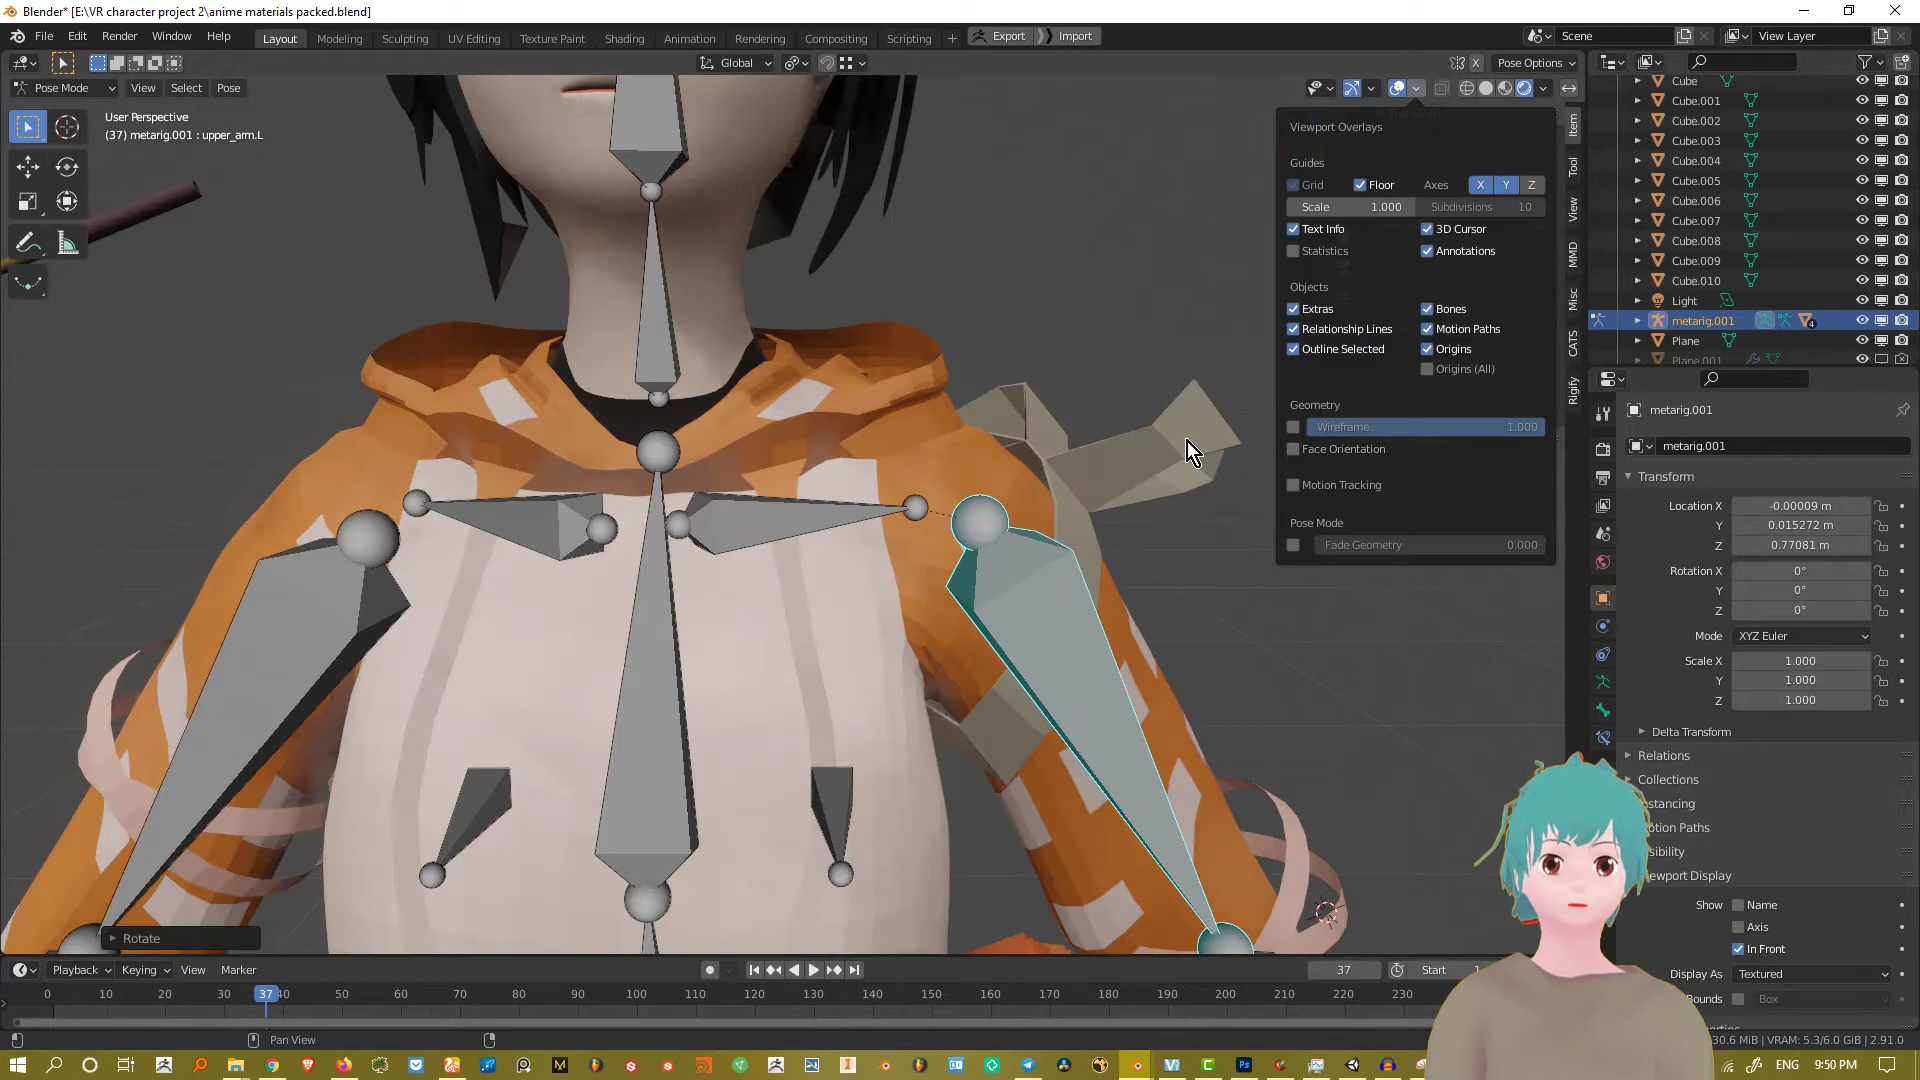 Blender* [E:\VR character project 2\anime materials packed.blend]
File Edit Render Window Help Layout Modeling Sculpting UV Editing Texture Paint Shading Animation Rendering Compositing Scripting + Export Import Scene View Layer
Global X Pose Options
Pose Mode View Select Pose
User Perspective
(37) metarig.001 : upper_arm.L
Viewport Overlays
Guides
Grid Floor Axes X Y Z
Scale 1.000 Subdivisions 10
Text Info 3D Cursor
Statistics Annotations
Objects
Extras Bones
Relationship Lines Motion Paths
Outline Selected Origins
Origins (All)
Geometry
Wireframe 1.000
Face Orientation
Motion Tracking
Pose Mode
Fade Geometry 0.000
Item
Tool
View
MMD
Misc
CATS
Rigify
Cube
Cube.001
Cube.002
Cube.003
Cube.004
Cube.005
Cube.006
Cube.007
Cube.008
Cube.009
Cube.010
Light
metarig.001 4
Plane
Plane.001
metarig.001
metarig.001
Transform
Location X -0.00009 m
Y 0.015272 m
Z 0.77081 m
Rotation X 0°
Y 0°
Z 0°
Mode XYZ Euler
Scale X 1.000
Y 1.000
Z 1.000
Delta Transform
Relations
Collections
nstancing
otion Paths
sibility
ewport Display
Show Name
Axis
In Front
Display As Textured
Bounds Box
Rotate
Playback Keying View Marker 37 Start 1
0 10 20 30 37 40 50 60 70 80 90 100 110 120 130 140 150 160 170 180 190 200 210 220 230
Pan View
30.6 MiB | VRAM: 5.3/6.0 GiB | 2.91.0
ENG 9:50 PM